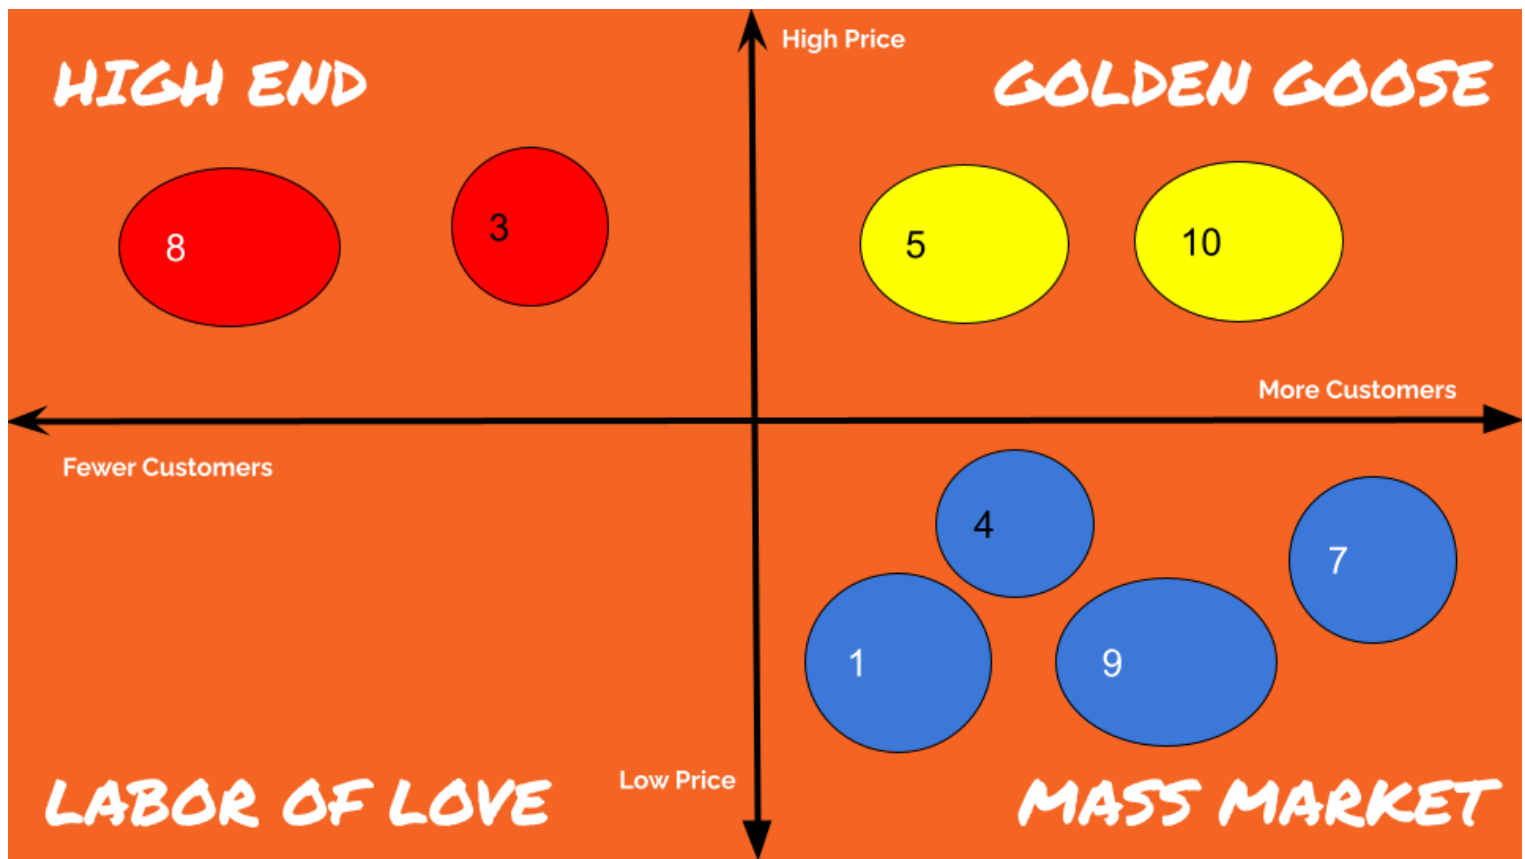 High Price
HIGH END
GOLDEN GOOSE
8
3
5
10
More Customers
Fewer Customers
4
7
1
9
Low Price
LABOR OF LOVE
MASS MARKET